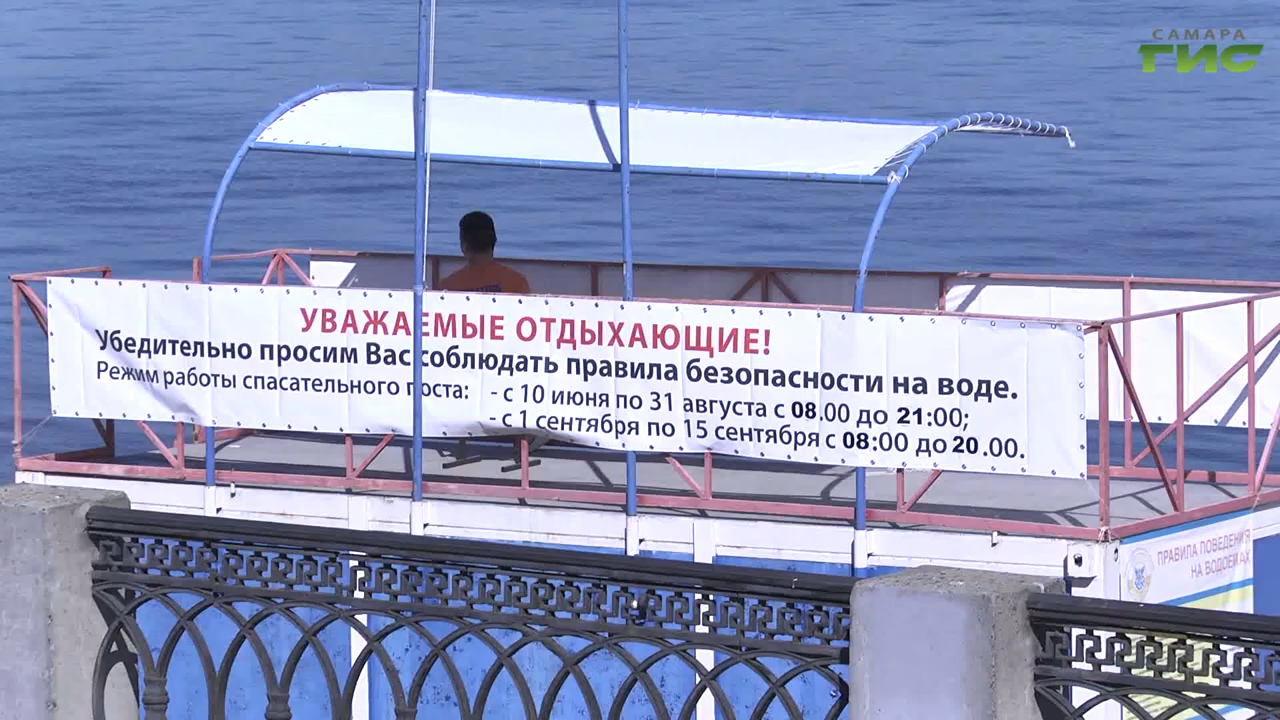 САМАРА
ГИС
УВАЖАЕМЫЕ ОТДЫХАЮЩИЕ!
Убедительно просим Вас соблюдать правила безопасности на воде.
Режим работы спасательного поста: - с 10 июня по 31 августа с 08.00 до 21:00;
- с 1 сентября по 15 сентября с 08:00 до 20.00.
ПРАВИЛА ПОВЕДЕНИЯ
НА ВОДОЕМАХ